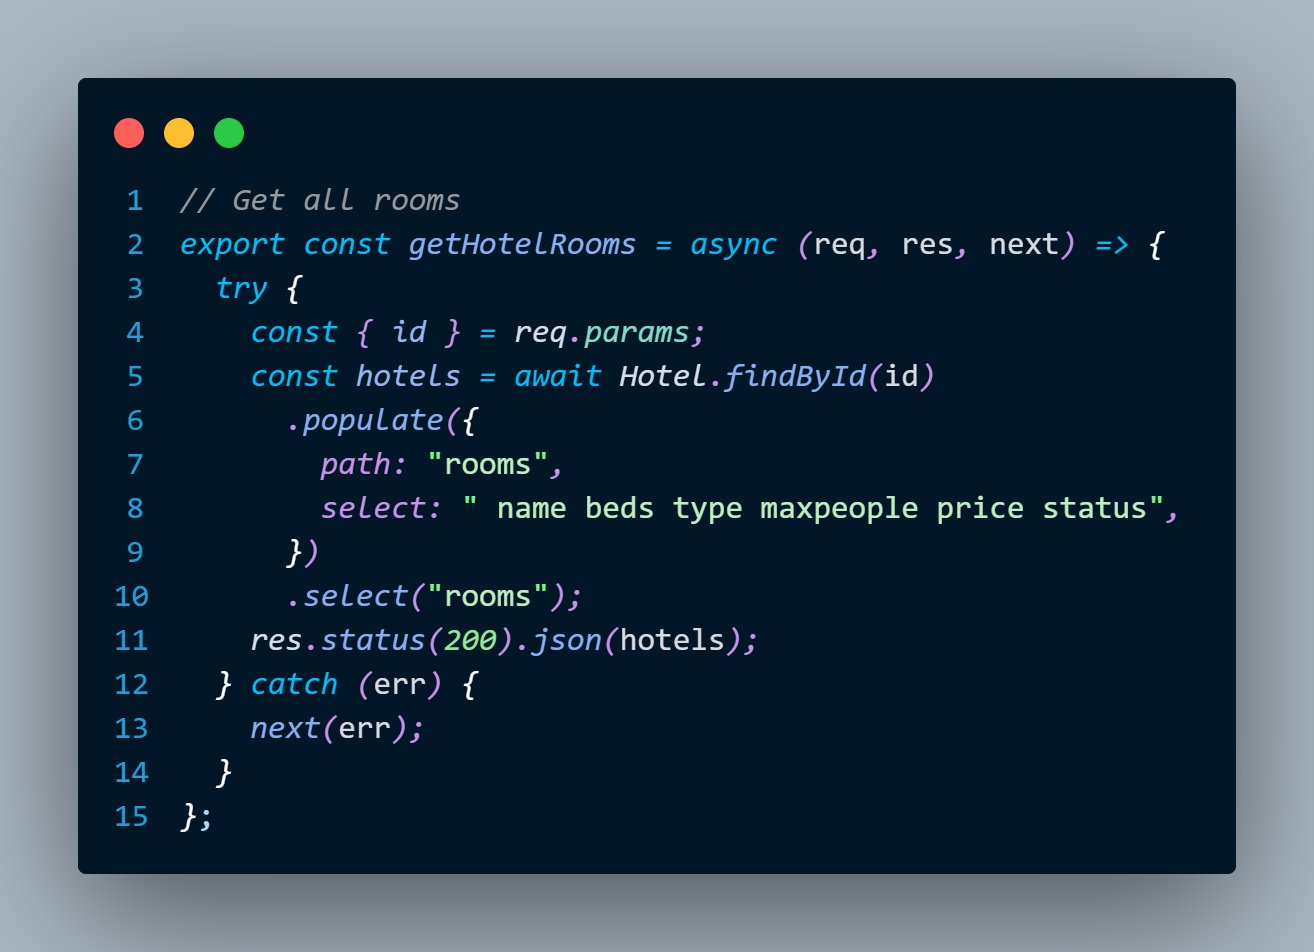 1 // Get all rooms
2 export const getHotelRooms = async (req, res, next) => {
3   try {
4     const { id } = req.params;
5     const hotels = await Hotel.findById(id)
6       .populate({
7         path: "rooms",
8         select: " name beds type maxpeople price status",
9       })
10       .select("rooms");
11     res.status(200).json(hotels);
12   } catch (err) {
13     next(err);
14   }
15 };